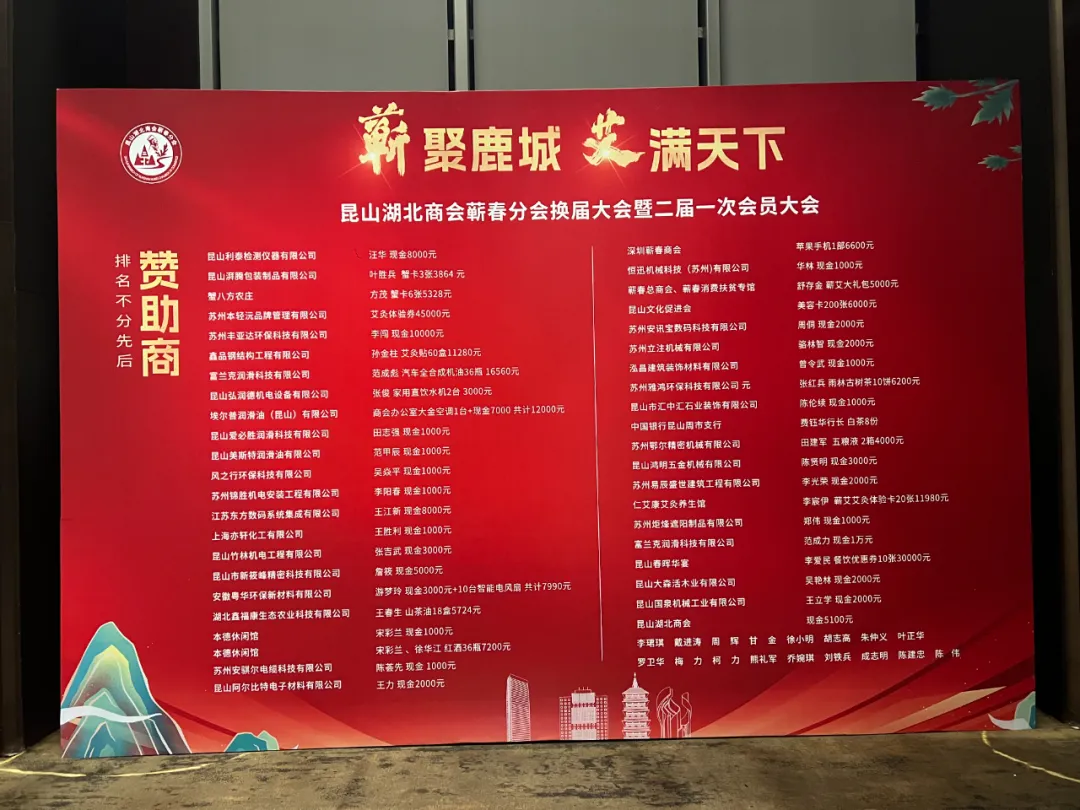 蕲聚鹿城 艾满天下
昆山湖北商会蕲春分会换届大会暨二届一次会员大会
赞助商
排名不分先后
昆山利泰检测仪器有限公司 汪华 现金8000元
昆山湃腾包装制品有限公司 叶胜兵 蟹卡3张3864 元
蟹八方农庄 方茂 蟹卡6张5328元
苏州本轻沅品牌管理有限公司 艾灸体验券45000元
苏州丰亚达环保科技有限公司 李闯 现金10000元
鑫品钢结构工程有限公司 孙金柱 艾灸贴60盒11280元
富兰克润滑科技有限公司 范成彪 汽车全合成机油36瓶 16560元
昆山弘润德机电设备有限公司 张俊 家用直饮水机2台 3000元
埃尔普润滑油（昆山）有限公司 商会办公室大金空调1台+现金7000 共计12000元
昆山爱必胜润滑科技有限公司 田志强 现金1000元
昆山美斯特润滑油有限公司 范甲辰 现金1000元
风之行环保科技有限公司 吴焱平 现金1000元
苏州锦胜机电安装工程有限公司 李阳春 现金1000元
江苏东方数码系统集成有限公司 王江新 现金8000元
上海亦轩化工有限公司 王胜利 现金1000元
昆山竹林机电工程有限公司 张吉武 现金3000元
昆山市新筱峰精密科技有限公司 詹筱 现金5000元
安徽粤华环保新材料有限公司 游梦玲 现金3000元+10台智能电风扇 共计7990元
湖北鑫福康生态农业科技有限公司 王春生 山茶油18盒5724元
本德休闲馆 宋彩兰 现金1000元
本德休闲馆 宋彩兰 、徐华江 红酒36瓶7200元
苏州安骐尔电缆科技有限公司 陈荟先 现金 1000元
昆山阿尔比特电子材料有限公司 王力 现金2000元
深圳蕲春商会 苹果手机1部6600元
恒迅机械科技（苏州)有限公司 华林 现金1000元
蕲春总商会、蕲春消费扶贫专馆 舒存金 蕲艾大礼包5000元
昆山文化促进会 美容卡200张6000元
苏州安讯宝数码科技有限公司 周倜 现金2000元
苏州立注机械有限公司 骆林智 现金2000元
泓昌建筑装饰材料有限公司 曾令武 现金1000元
苏州雅鸿环保科技有限公司 元 张红兵 雨林古树茶10饼6200元
昆山市汇中汇石业装饰有限公司 陈伦续 现金1000元
中国银行昆山周市支行 费钰华行长 白茶8份
苏州鄂尔精密机械有限公司 田建军 五粮液 2箱4000元
昆山鸿明五金机械有限公司 陈贤明 现金3000元
苏州易辰盛世建筑工程有限公司 李光荣 现金2000元
仁艾康艾灸养生馆 李宸伊 蕲艾艾灸体验卡20张11980元
苏州炬烽遮阳制品有限公司 郑伟 现金1000元
富兰克润滑科技有限公司 范成力 现金1万元
昆山春晖华宴 李爱民 餐饮优惠券10张30000元
昆山大森活木业有限公司 吴艳林 现金2000元
昆山国泉机械工业有限公司 王立学 现金2000元
昆山湖北商会 现金5100元
李珺琪 戴进涛 周 辉 甘 金 徐小明 胡志高 朱仲义 叶正华
罗卫华 梅 力 柯 力 熊礼军 乔婉琪 刘铁兵 成志明 陈建忠 陈 伟